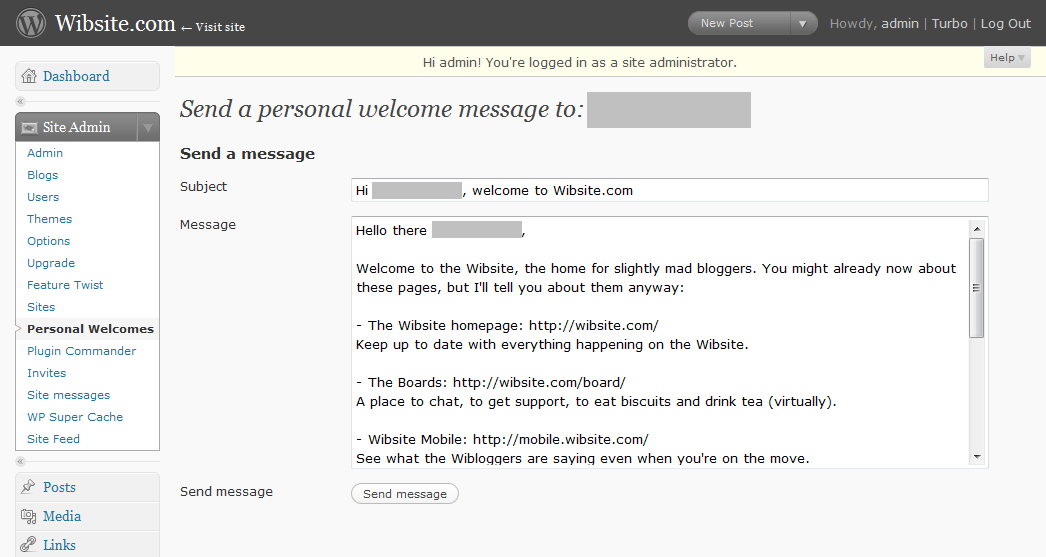 Wibsite.com ← Visit site
New Post
Howdy, admin | Turbo | Log Out
Hi admin! You're logged in as a site administrator.
Help
Dashboard
Site Admin
Admin
Blogs
Users
Themes
Options
Upgrade
Feature Twist
Sites
Personal Welcomes
Plugin Commander
Invites
Site messages
WP Super Cache
Site Feed
Posts
Media
Links
Send a personal welcome message to:
Send a message
Subject
Hi , welcome to Wibsite.com
Message
Hello there ,
Welcome to the Wibsite, the home for slightly mad bloggers. You might already now about
these pages, but I'll tell you about them anyway:
- The Wibsite homepage: http://wibsite.com/
Keep up to date with everything happening on the Wibsite.
- The Boards: http://wibsite.com/board/
A place to chat, to get support, to eat biscuits and drink tea (virtually).
- Wibsite Mobile: http://mobile.wibsite.com/
See what the Wibloggers are saying even when you're on the move.
Send message
Send message